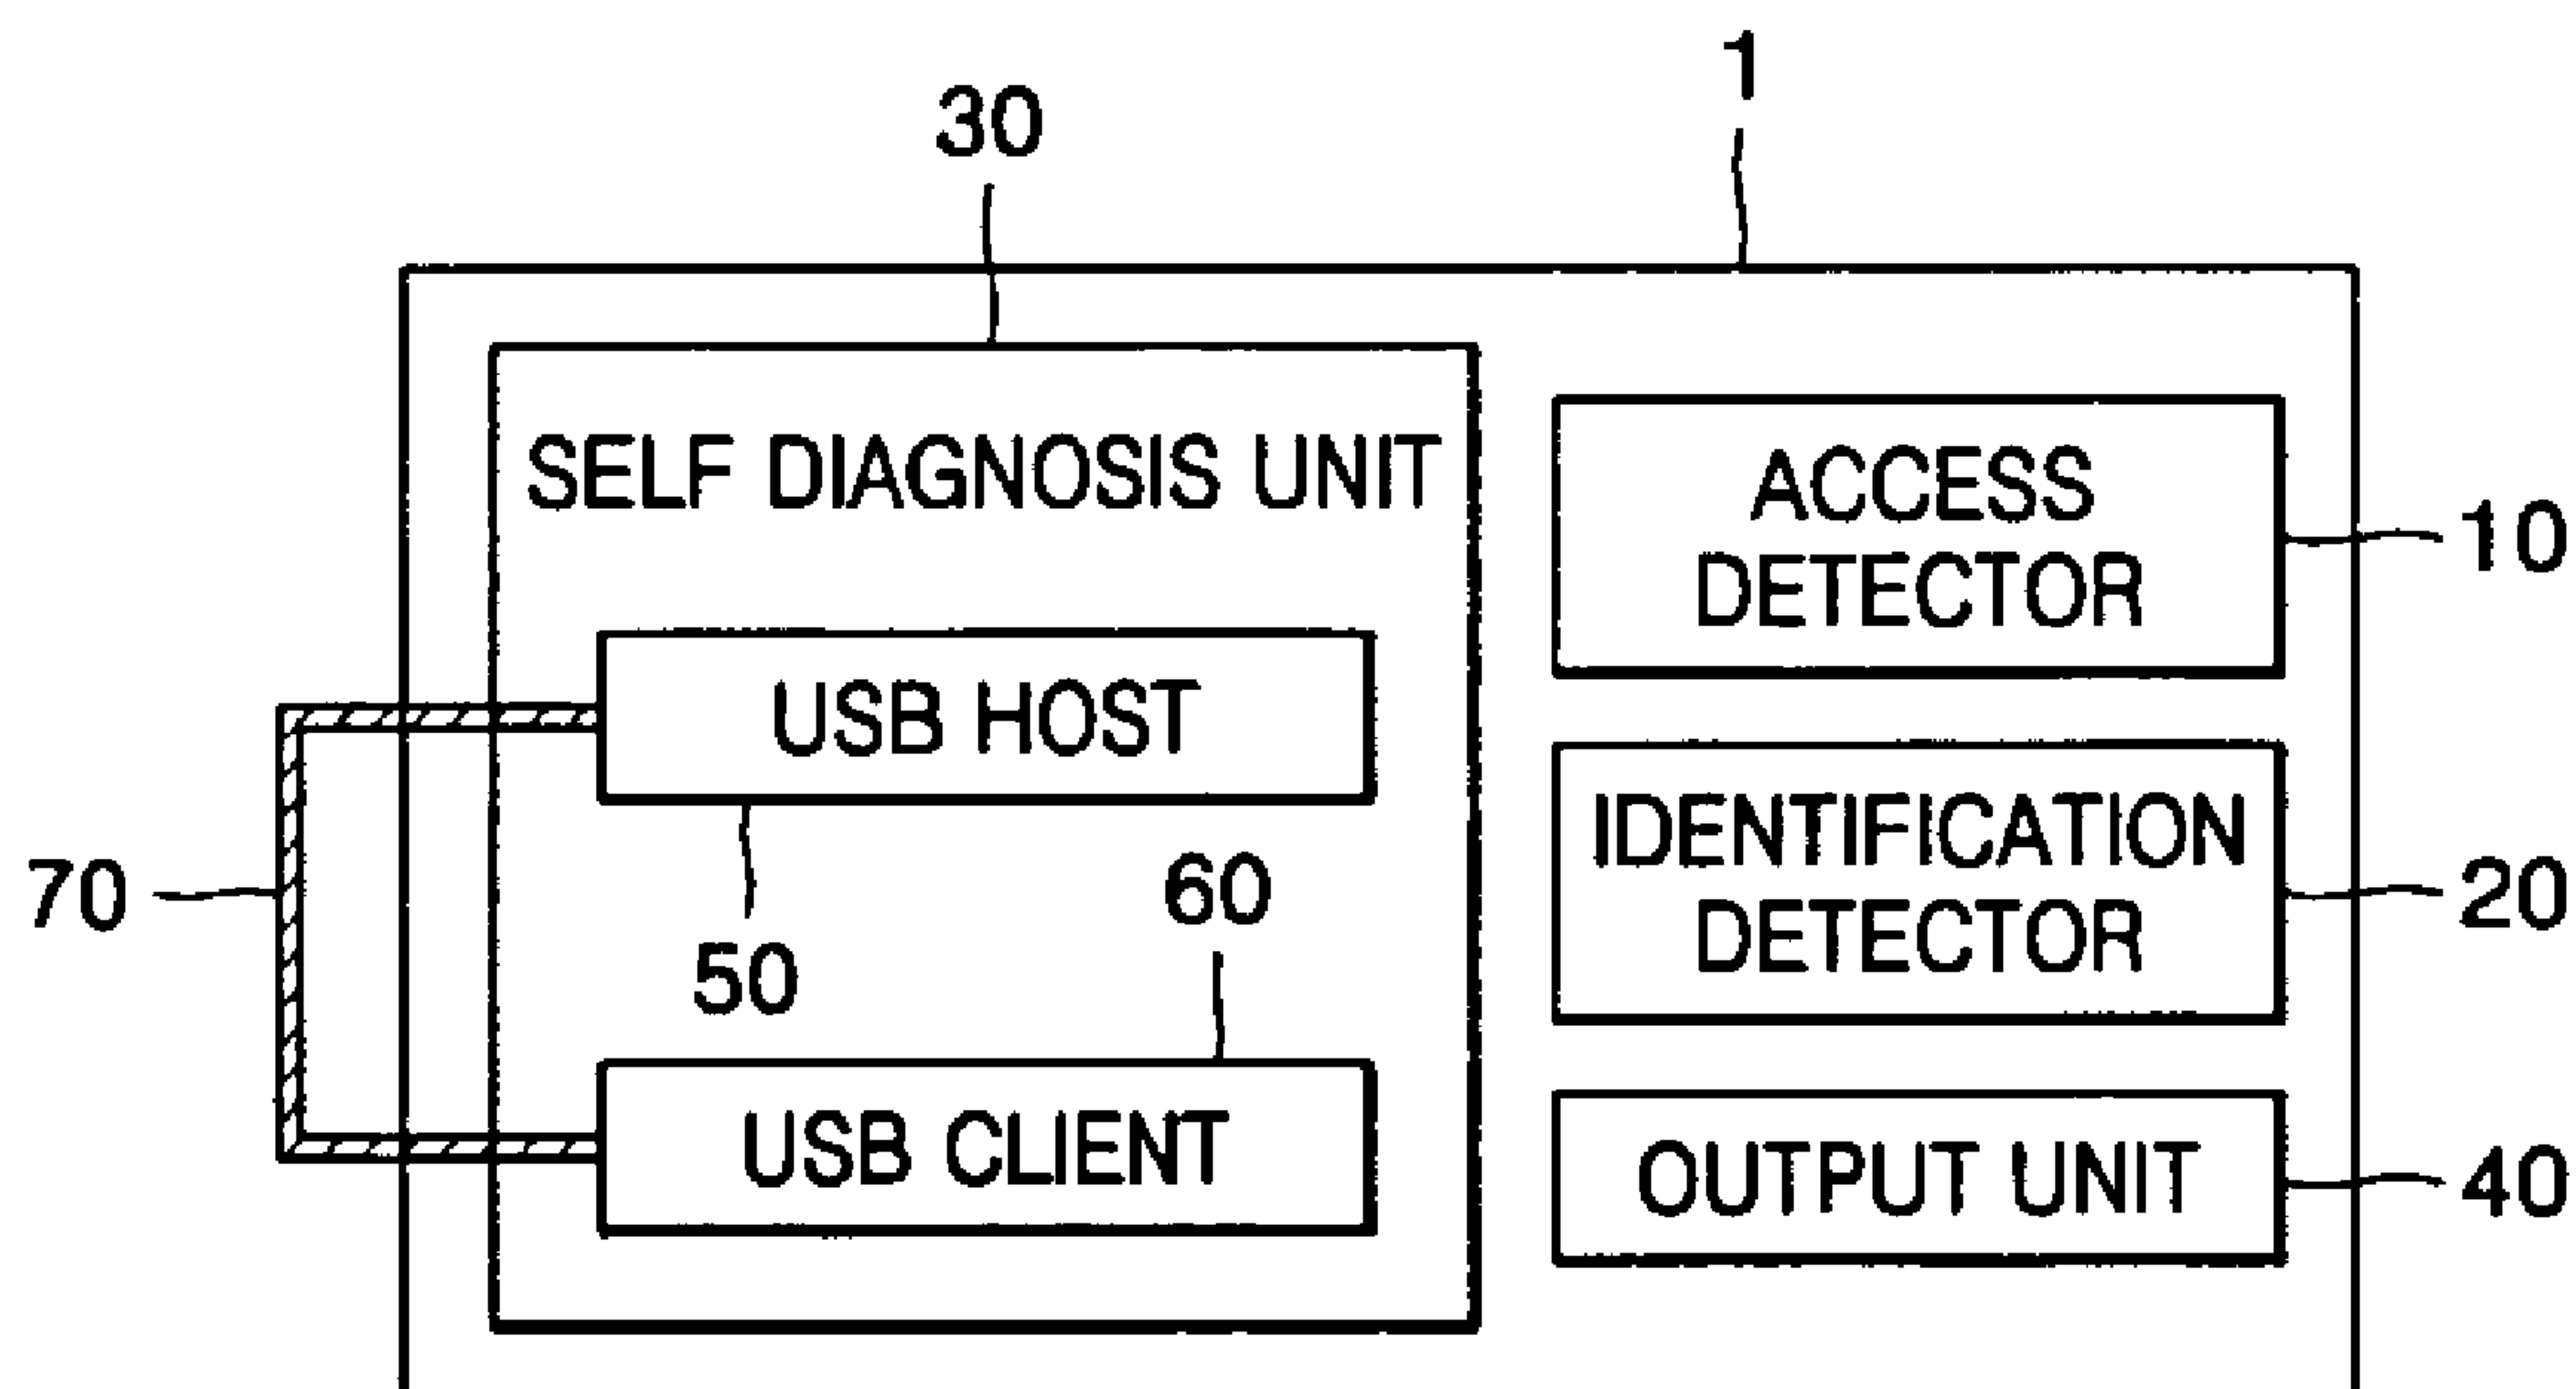 1
30
SELF DIAGNOSIS UNIT
ACCESS
DETECTOR
10
USB HOST
50
70
IDENTIFICATION
DETECTOR
20
60
USB CLIENT
OUTPUT UNIT
40